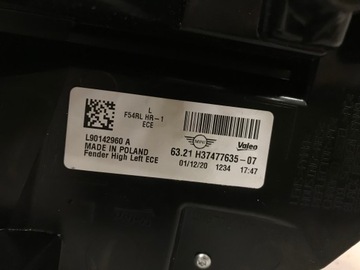 L
F54RL HR-1
ECE
L90142960 A
MADE IN POLAND
Fender High Left ECE
MINI
Valeo
63.21 H37477635-07
01/12/20 1234 17:47